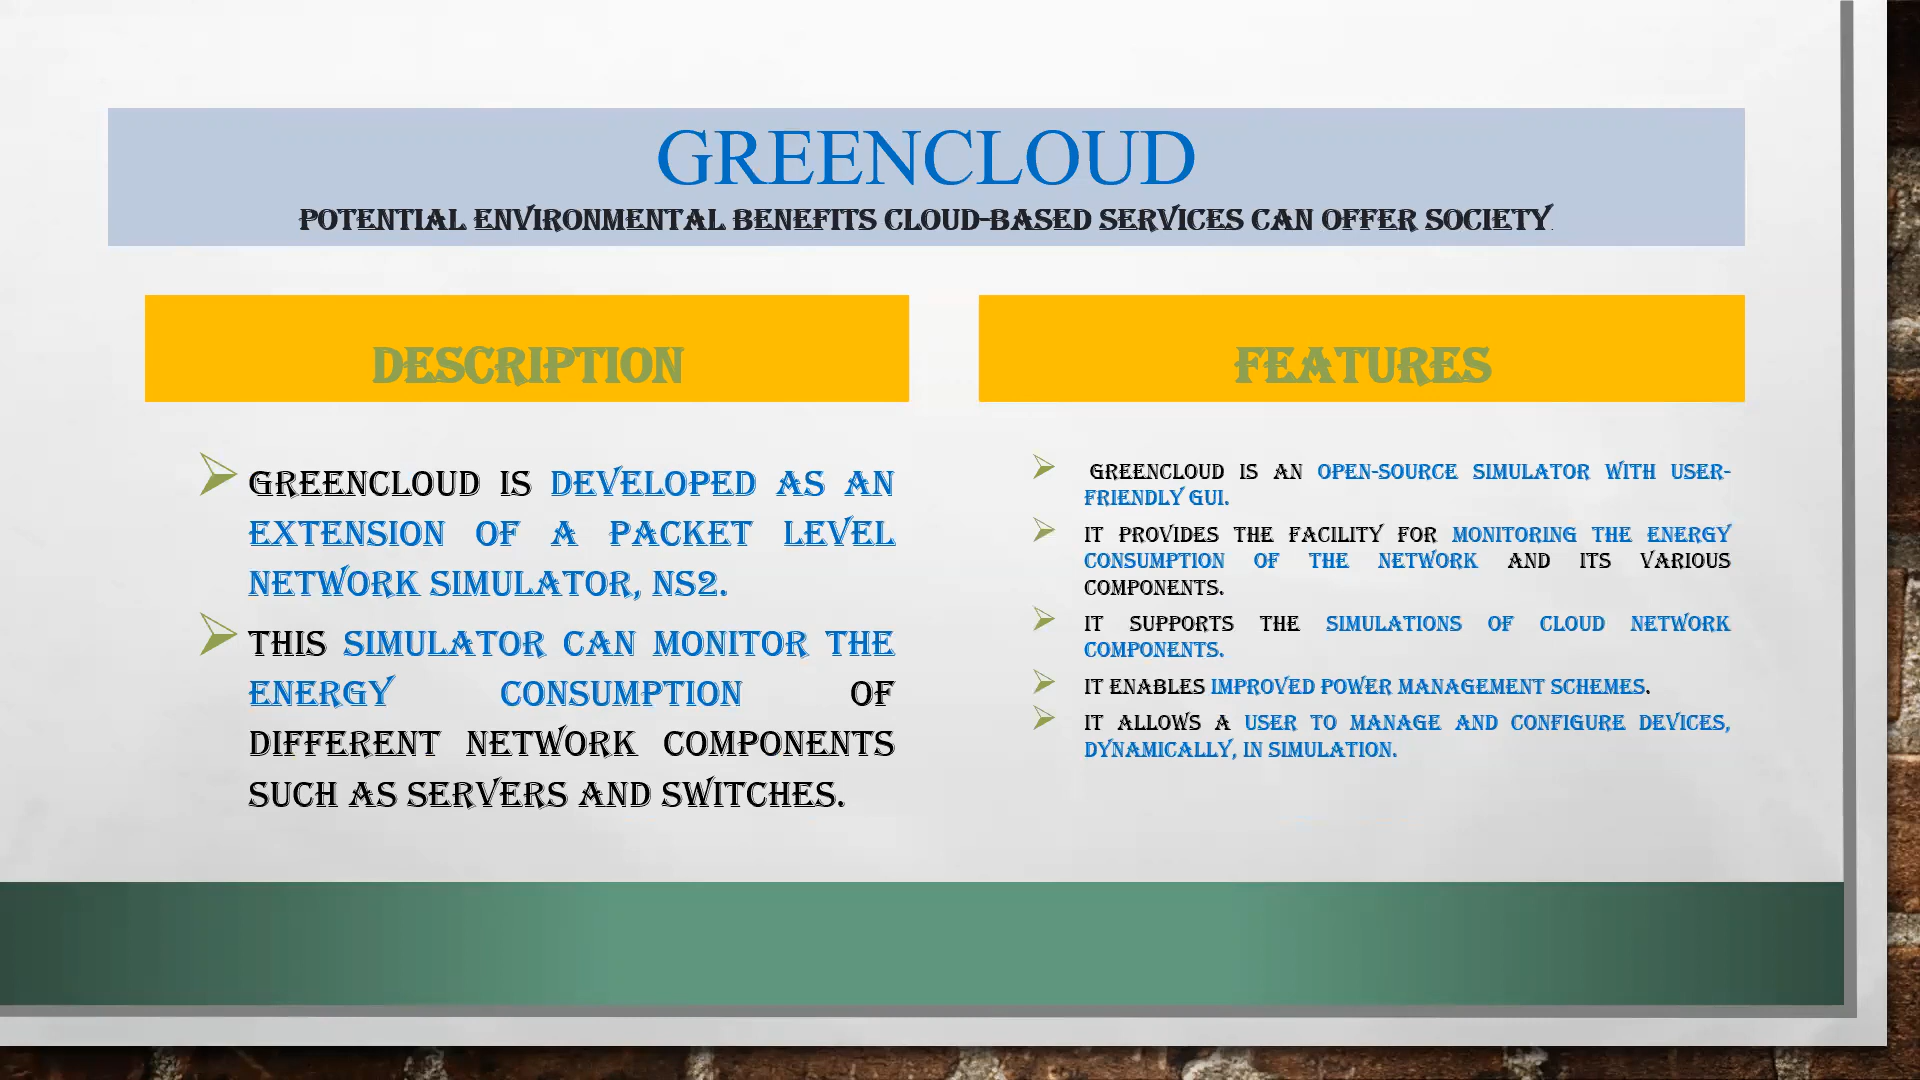 GREENCLOUD
POTENTIAL ENVIRONMENTAL BENEFITS CLOUD-BASED SERVICES CAN OFFER SOCIETY.
DESCRIPTION
GREENCLOUD IS DEVELOPED AS AN
EXTENSION OF A PACKET LEVEL
NETWORK SIMULATOR, NS2.
THIS SIMULATOR CAN MONITOR THE
ENERGY CONSUMPTION OF
DIFFERENT NETWORK COMPONENTS
SUCH AS SERVERS AND SWITCHES.
FEATURES
GREENCLOUD IS AN OPEN-SOURCE SIMULATOR WITH USER-
FRIENDLY GUI.
IT PROVIDES THE FACILITY FOR MONITORING THE ENERGY
CONSUMPTION OF THE NETWORK AND ITS VARIOUS
COMPONENTS.
IT SUPPORTS THE SIMULATIONS OF CLOUD NETWORK
COMPONENTS.
IT ENABLES IMPROVED POWER MANAGEMENT SCHEMES.
IT ALLOWS A USER TO MANAGE AND CONFIGURE DEVICES,
DYNAMICALLY, IN SIMULATION.